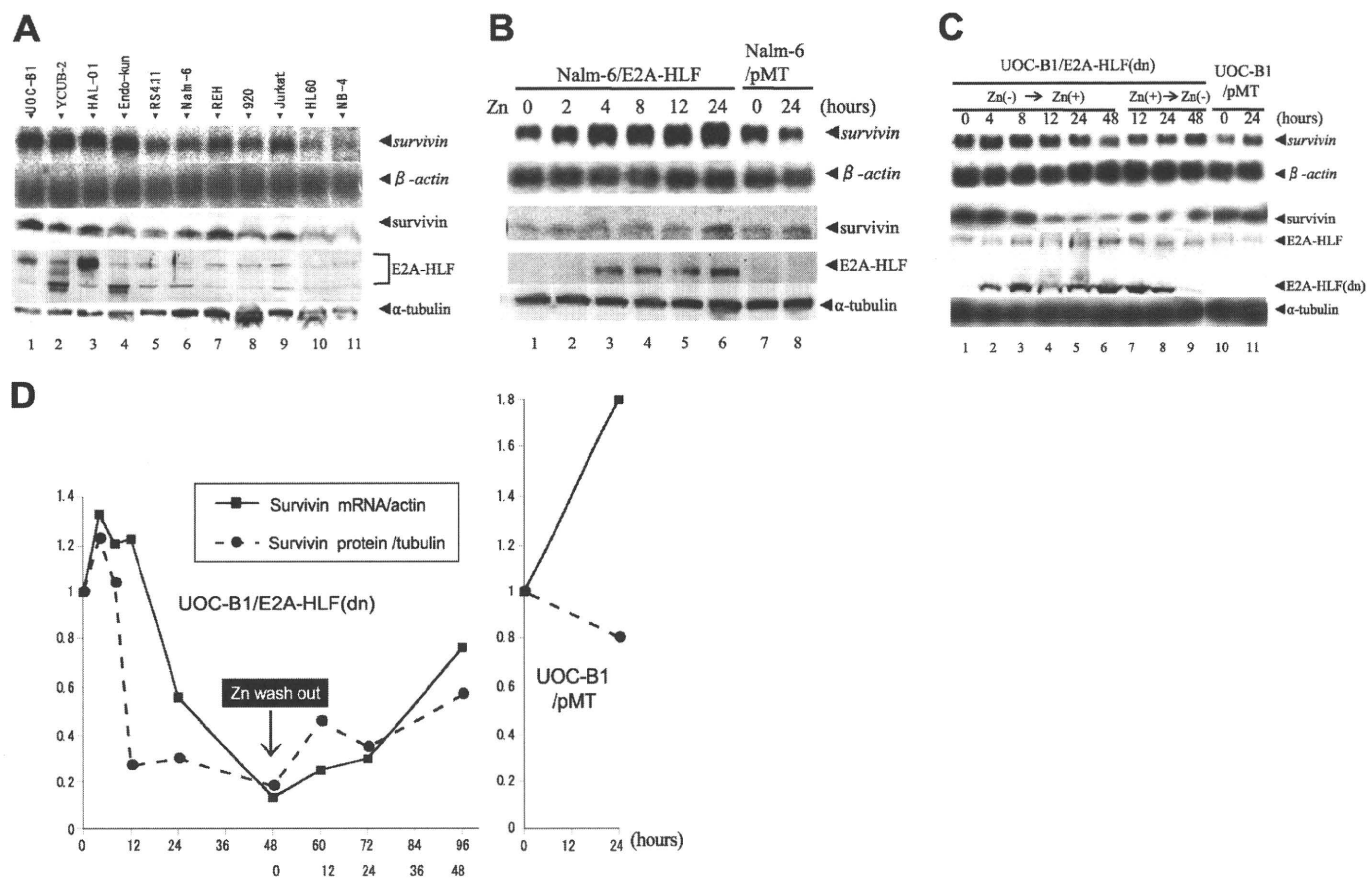 A
UOC-B1
YCUB-2
HAL-01
Endo-kun
RS4;11
Nalm-6
REH
920
Jurkat
HL60
NB-4
survivin
β-actin
survivin
E2A-HLF
α-tubulin
1 2 3 4 5 6 7 8 9 10 11
B
Nalm-6/E2A-HLF
Nalm-6
/pMT
Zn 0 2 4 8 12 24 0 24 (hours)
survivin
β-actin
survivin
E2A-HLF
α-tubulin
1 2 3 4 5 6 7 8
C
UOC-B1/E2A-HLF(dn)
UOC-B1
/pMT
Zn(-) → Zn(+) Zn(+)→Zn(-)
0 4 8 12 24 48 12 24 48 0 24 (hours)
survivin
β-actin
survivin
E2A-HLF
E2A-HLF(dn)
α-tubulin
1 2 3 4 5 6 7 8 9 10 11
D
1.4
1.2
1
0.8
0.6
0.4
0.2
0
Survivin mRNA/actin
Survivin protein/tubulin
UOC-B1/E2A-HLF(dn)
Zn wash out
0 12 24 36 48 60 72 84 96 (hours)
0 12 24 36 48
1.8
1.6
1.4
1.2
1
0.8
0.6
0.4
0.2
0
UOC-B1
/pMT
0 12 24